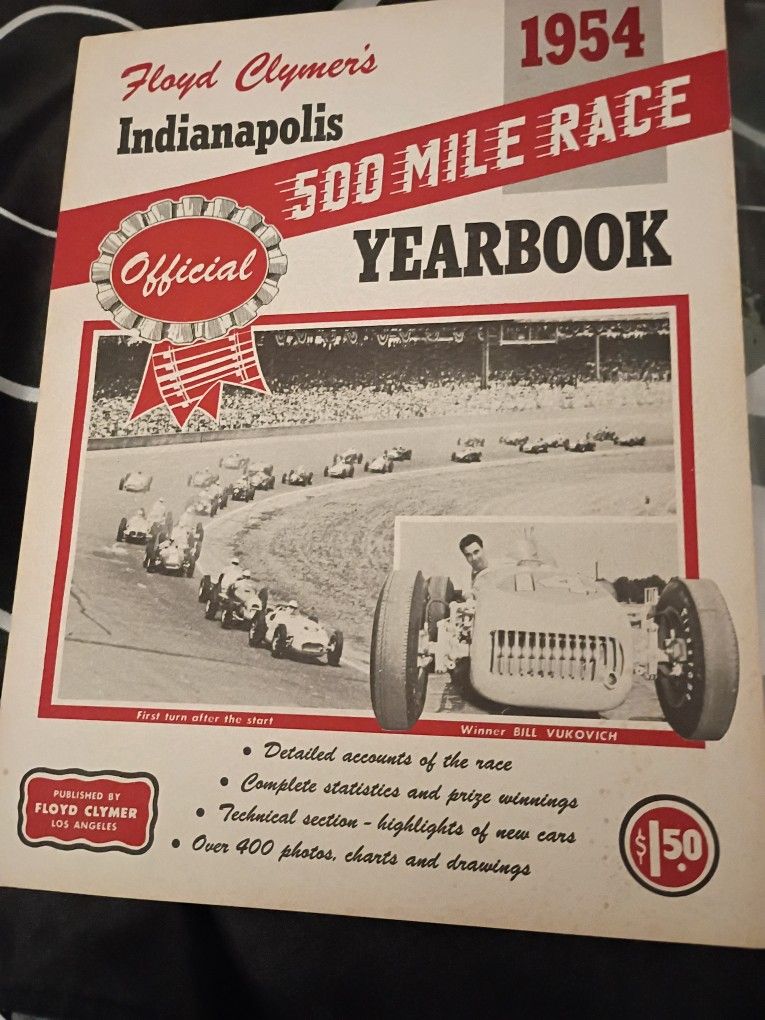 Floyd Clymer's
1954
Indianapolis
500 MILE RACE
Official
YEARBOOK
First turn after the start
Winner BILL VUKOVICH
• Detailed accounts of the race
• Complete statistics and prize winnings
• Technical section - highlights of new cars
• Over 400 photos, charts and drawings
PUBLISHED BY
FLOYD CLYMER
LOS ANGELES
$1.50